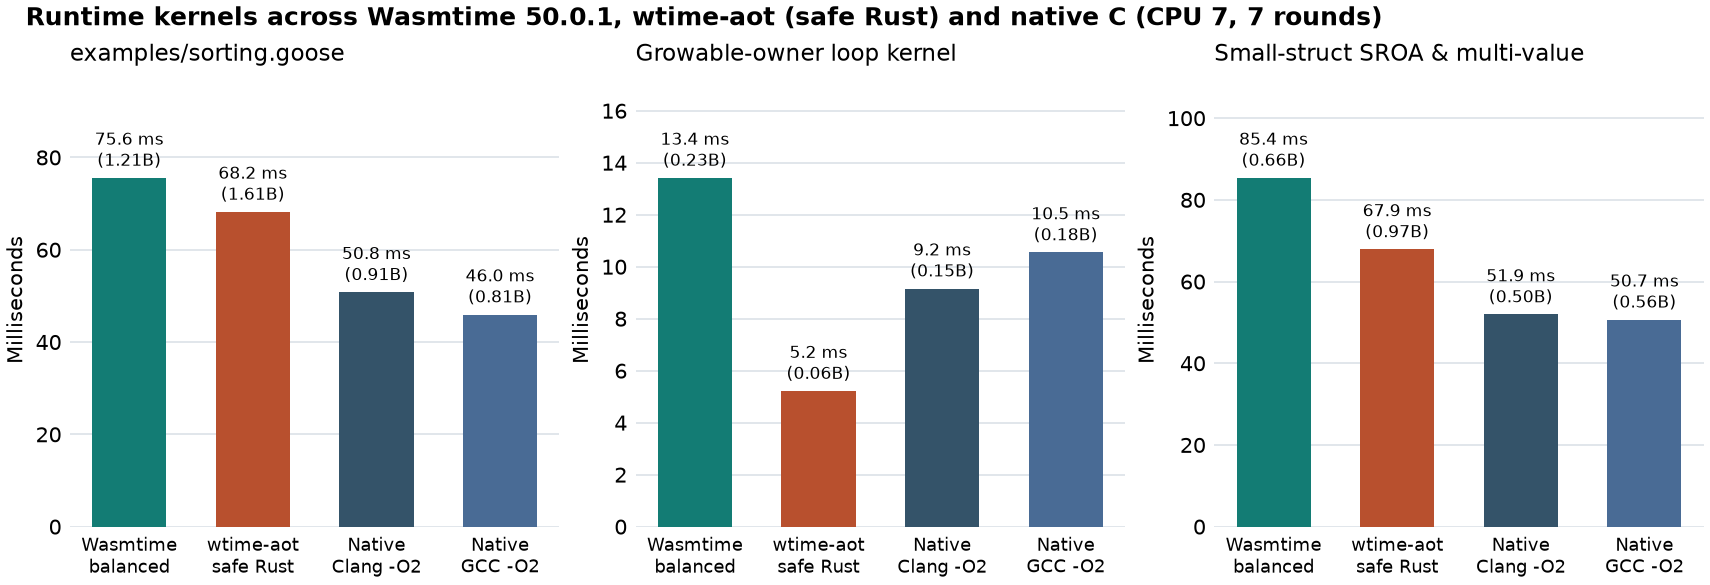 Runtime kernels across Wasmtime 50.0.1, wtime-aot (safe Rust) and native C (CPU 7, 7 rounds)
examples/sorting.goose
Milliseconds
80
60
40
20
0
75.6 ms
(1.21B)
68.2 ms
(1.61B)
50.8 ms
(0.91B)
46.0 ms
(0.81B)
Wasmtime
balanced
wtime-aot
safe Rust
Native
Clang -O2
Native
GCC -O2
Growable-owner loop kernel
Milliseconds
16
14
12
10
8
6
4
2
0
13.4 ms
(0.23B)
5.2 ms
(0.06B)
9.2 ms
(0.15B)
10.5 ms
(0.18B)
Wasmtime
balanced
wtime-aot
safe Rust
Native
Clang -O2
Native
GCC -O2
Small-struct SROA & multi-value
Milliseconds
100
80
60
40
20
0
85.4 ms
(0.66B)
67.9 ms
(0.97B)
51.9 ms
(0.50B)
50.7 ms
(0.56B)
Wasmtime
balanced
wtime-aot
safe Rust
Native
Clang -O2
Native
GCC -O2